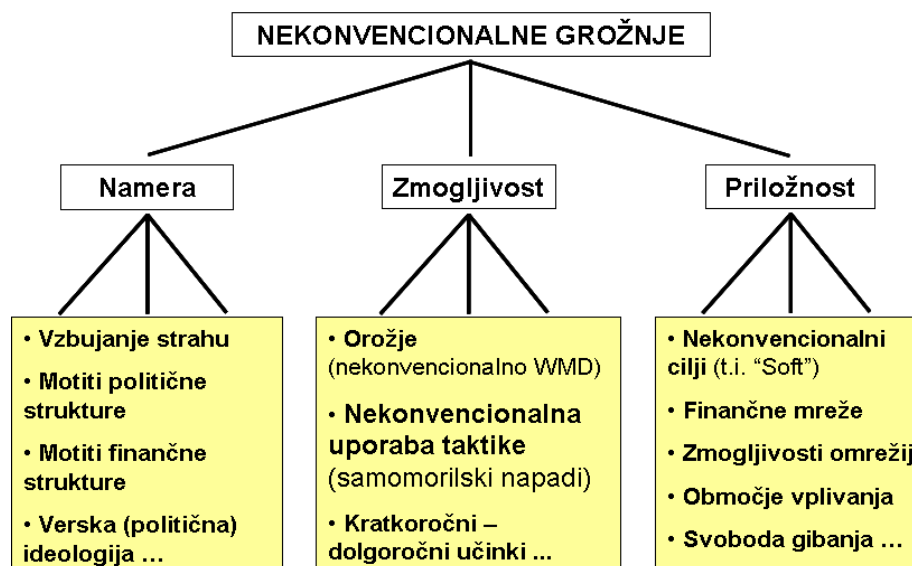 NEKONVENCIONALNE GROŽNJE
Namera
Zmogljivost
Priložnost
• Vzbujanje strahu
• Motiti politične
strukture
• Motiti finančne
strukture
• Verska (politična)
ideologija …
• Orožje
(nekonvencionalno WMD)
• Nekonvencionalna
uporaba taktike
(samomorilski napadi)
• Kratkoročni –
dolgoročni učinki ...
• Nekonvencionalni
cilji (t.i. “Soft”)
• Finančne mreže
• Zmogljivosti omrežij
• Območje vplivanja
• Svoboda gibanja …